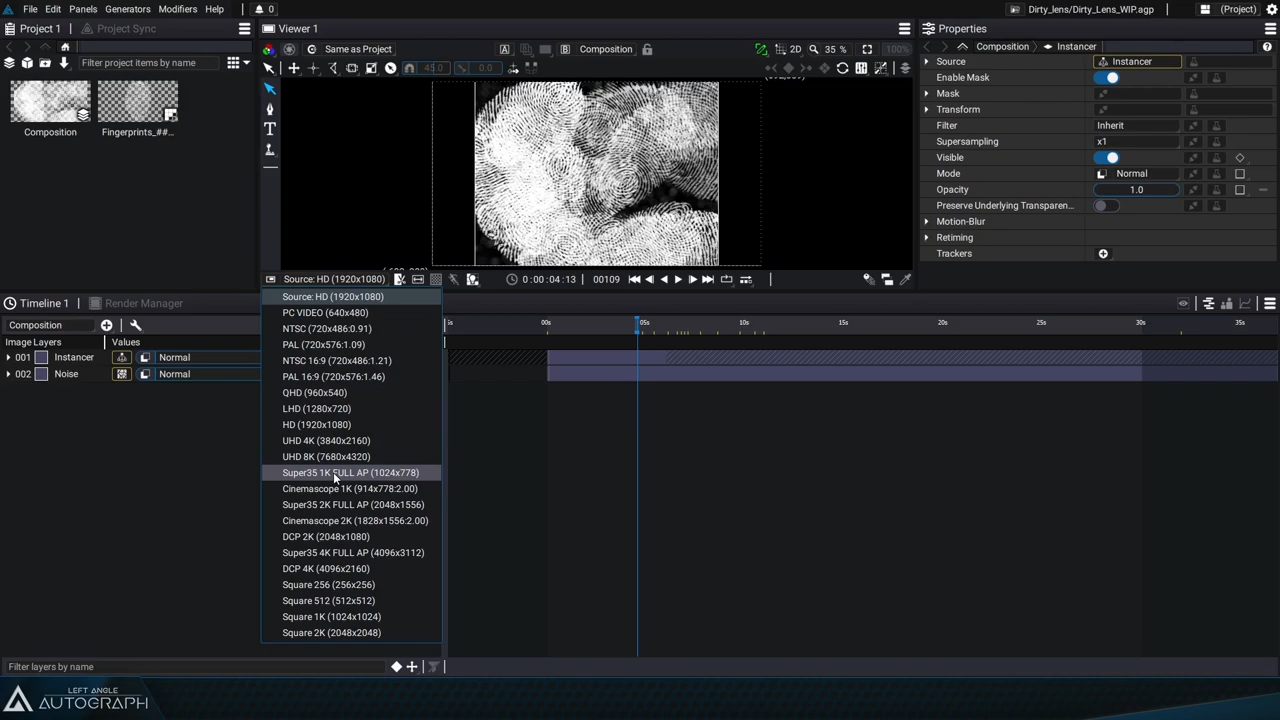 File Edit Panels Generators Modifiers Help 0 Dirty_lens/Dirty_Lens_WIP.agp (Project)
Project 1 Project Sync
Viewer 1
Properties
Filter project items by name
Same as Project A B Composition 2D 35 % 100%
Composition Instancer
45.0 0.0
Composition
Fingerprints_##...
Source Instancer
Enable Mask
Mask
Transform
Filter Inherit
Supersampling x1
Visible
Mode Normal
Opacity 1.0
Preserve Underlying Transparen...
Motion-Blur
Retiming
Trackers
Source: HD (1920x1080) 0:00:04:13 00109
Timeline 1 Render Manager
Composition
5s 00s 05s 10s 15s 20s 25s 30s 35s
Image Layers Values
001 Instancer Normal
002 Noise Normal
Source: HD (1920x1080)
PC VIDEO (640x480)
NTSC (720x486:0.91)
PAL (720x576:1.09)
NTSC 16:9 (720x486:1.21)
PAL 16:9 (720x576:1.46)
QHD (960x540)
LHD (1280x720)
HD (1920x1080)
UHD 4K (3840x2160)
UHD 8K (7680x4320)
Super35 1K FULL AP (1024x778)
Cinemascope 1K (914x778:2.00)
Super35 2K FULL AP (2048x1556)
Cinemascope 2K (1828x1556:2.00)
DCP 2K (2048x1080)
Super35 4K FULL AP (4096x3112)
DCP 4K (4096x2160)
Square 256 (256x256)
Square 512 (512x512)
Square 1K (1024x1024)
Square 2K (2048x2048)
Filter layers by name
LEFT ANGLE
AUTOGRAPH